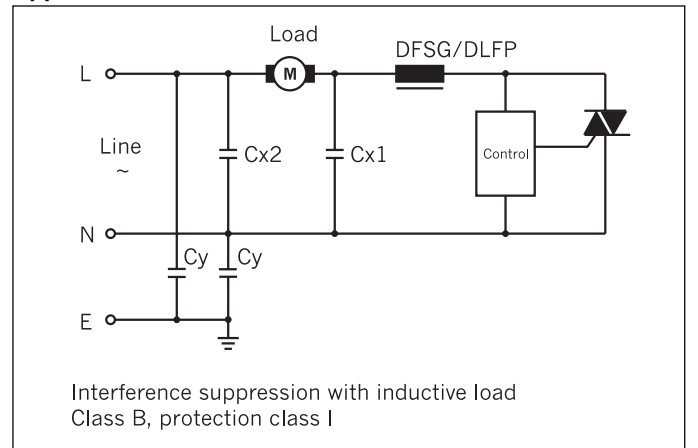 Load
DFSG/DLFP
L
M
Line
~
Cx2
Cx1
Control
N
Cy
Cy
E
Interference suppression with inductive load
Class B, protection class I